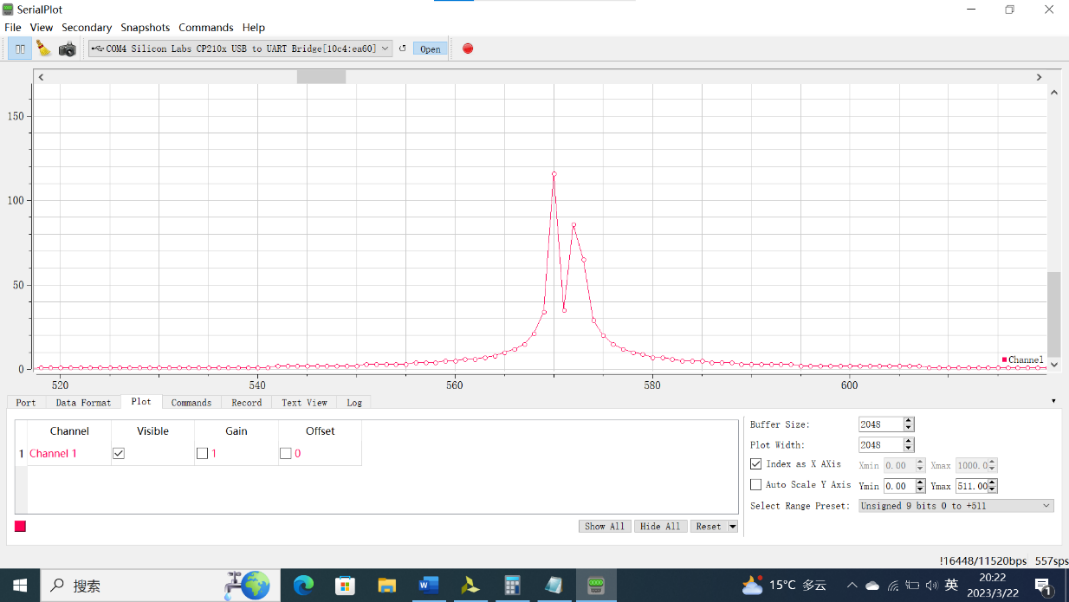 SerialPlot
File View Secondary Snapshots Commands Help
COM4 Silicon Labs CP210x USB to UART Bridge[10c4:ea60] Open
150
100
50
0
Channel
520 540 560 580 600
Port Data Format Plot Commands Record Text View Log
Channel Visible Gain Offset
1 Channel 1 1 0
Buffer Size: 2048
Plot Width: 2048
Index as X AXis Xmin 0.00 Xmax 1000.0
Auto Scale Y Axis Ymin 0.00 Ymax 511.00
Select Range Preset: Unsigned 9 bits 0 to +511
Show All Hide All Reset
!16448/11520bps 557sps
搜索
15°C 多云
英
20:22
2023/3/22
1